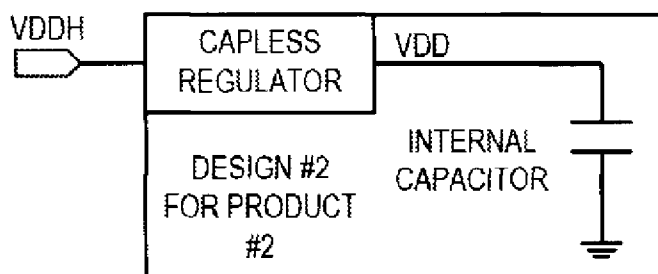 VDDH
CAPLESS
REGULATOR
VDD
INTERNAL
CAPACITOR
DESIGN #2
FOR PRODUCT
#2